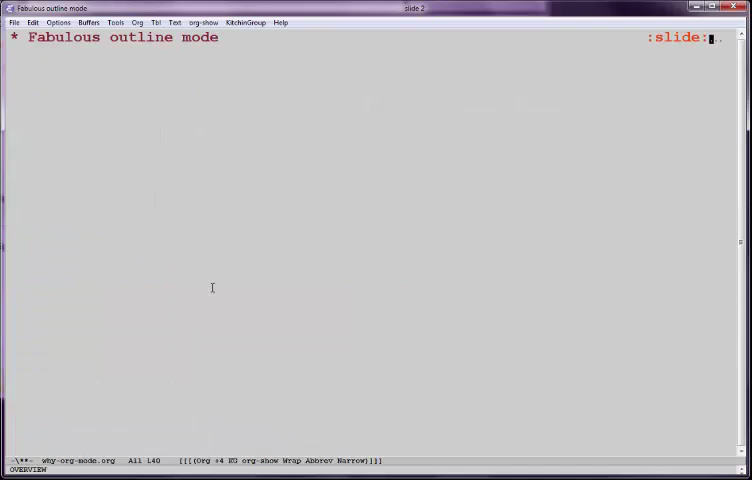 Fabulous outline mode slide 2
File Edit Options Buffers Tools Org Tbl Text org-show KitchinGroup Help
* Fabulous outline mode :slide:...
-\**- why-org-mode.org All L40 [[[(Org +4 KG org-show Wrap Abbrev Narrow)]]]
OVERVIEW